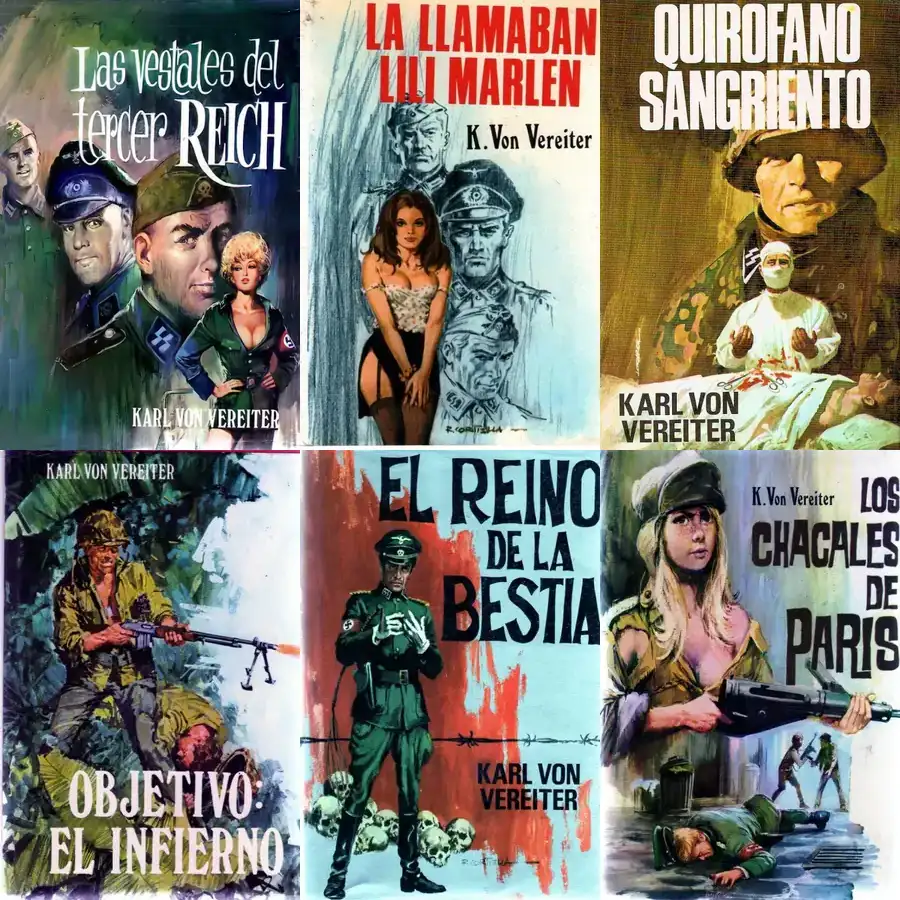 Las vestales del
tercer REICH
KARL VON VEREITER
LA LLAMABAN
LILI MARLEN
K. Von Vereiter
R. CORTIELLA
QUIROFANO
SANGRIENTO
KARL VON
VEREITER
KARL VON VEREITER
OBJETIVO:
EL INFIERNO
EL REINO
DE LA
BESTIA
KARL VON
VEREITER
R. CORTIELLA
K. Von Vereiter
LOS
CHACALES
DE
PARIS